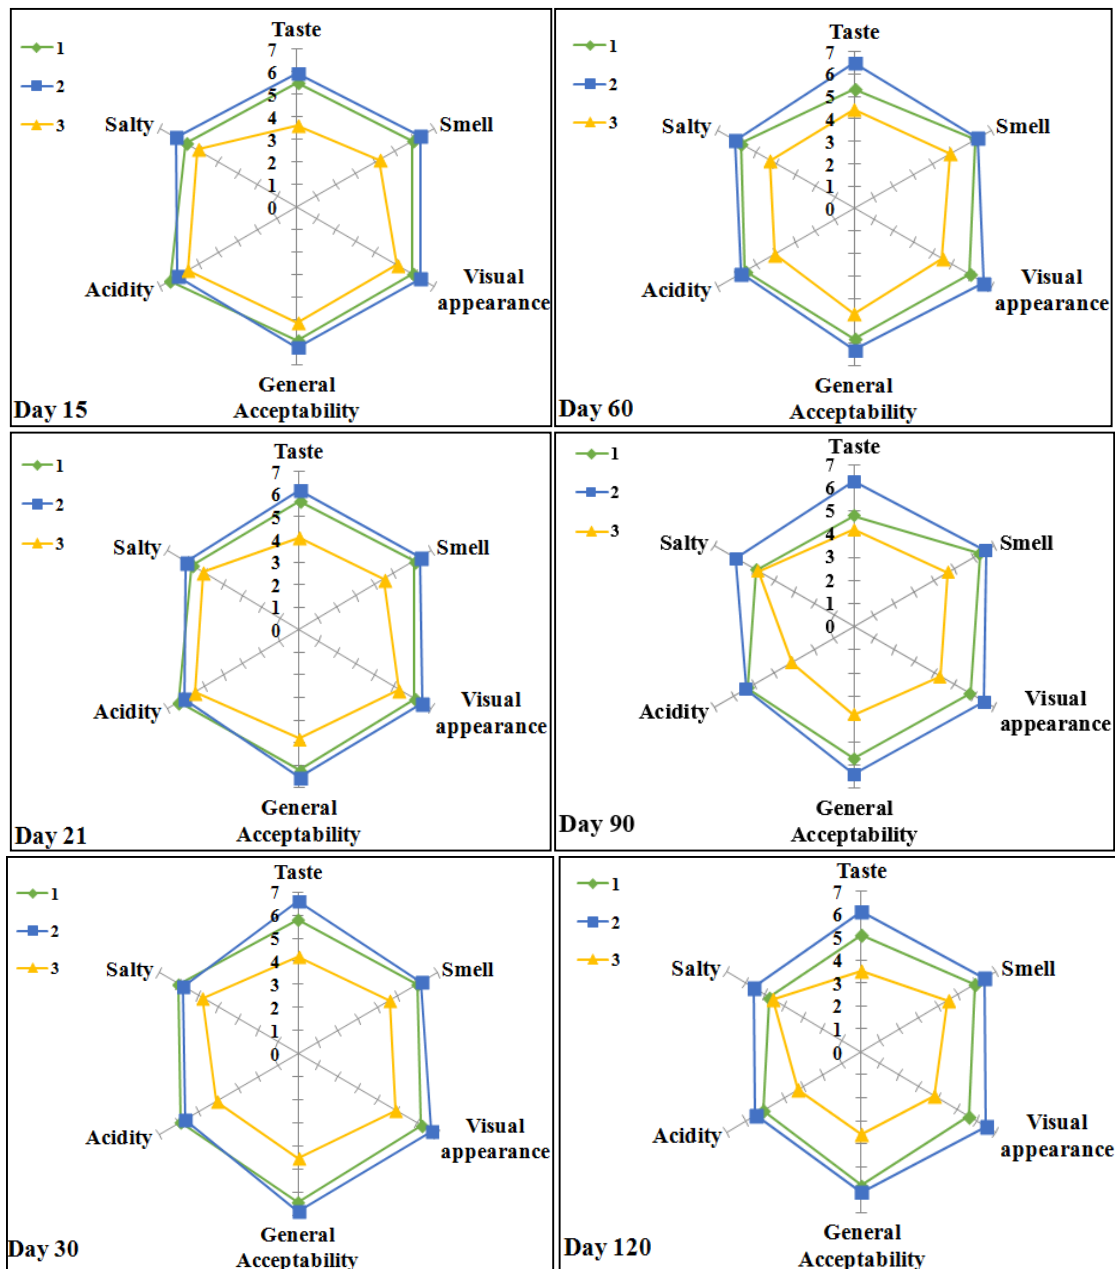 Taste
1
2
3
7
6
5
4
3
2
1
0
Salty
Smell
Acidity
Visual
appearance
General
Acceptability
Day 15
Taste
1
2
3
7
6
5
4
3
2
1
0
Salty
Smell
Acidity
Visual
appearance
General
Acceptability
Day 60
Taste
1
2
3
7
6
5
4
3
2
1
0
Salty
Smell
Acidity
Visual
appearance
General
Acceptability
Day 21
Taste
1
2
3
7
6
5
4
3
2
1
0
Salty
Smell
Acidity
Visual
appearance
General
Acceptability
Day 90
Taste
1
2
3
7
6
5
4
3
2
1
0
Salty
Smell
Acidity
Visual
appearance
General
Acceptability
Day 30
Taste
1
2
3
7
6
5
4
3
2
1
0
Salty
Smell
Acidity
Visual
appearance
General
Acceptability
Day 120